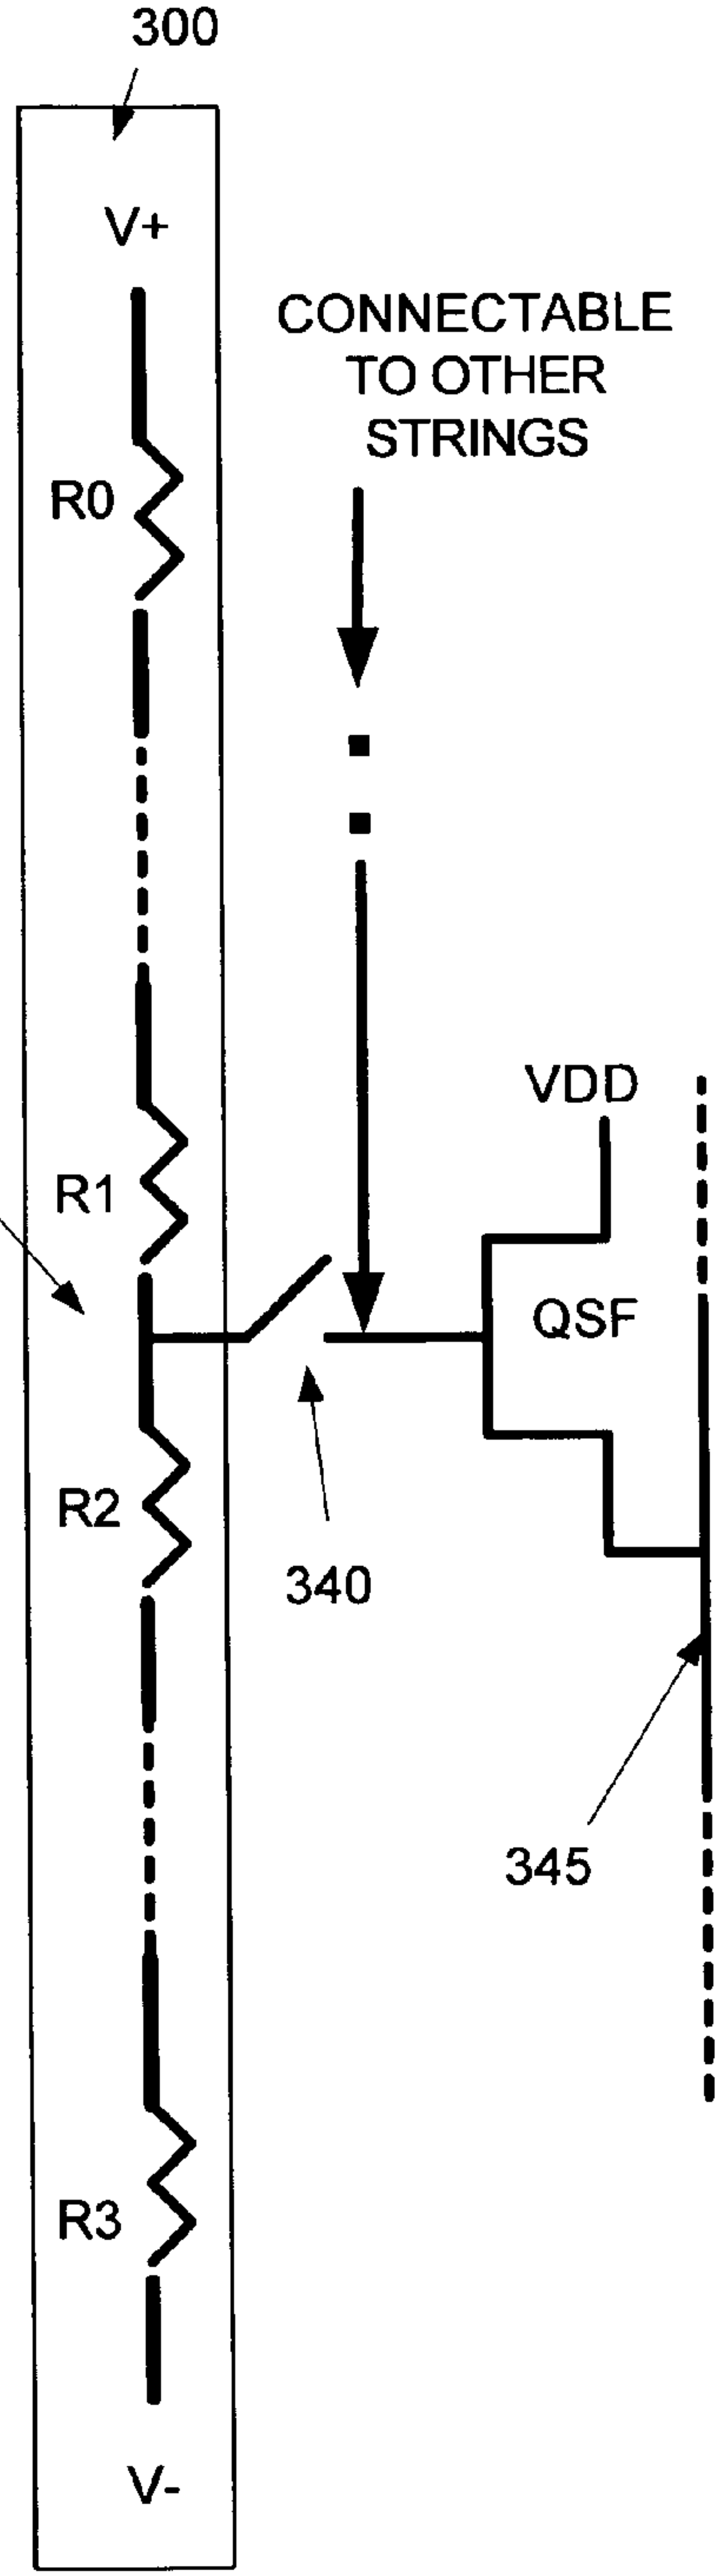 300
V+
CONNECTABLE
TO OTHER
STRINGS
R0
VDD
R1
QSF
R2
340
345
R3
V-